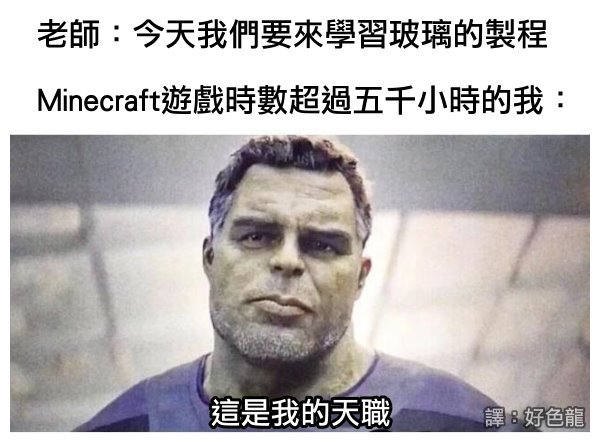 老師：今天我們要來學習玻璃的製程
Minecraft遊戲時數超過五千小時的我：
這是我的天職
譯：好色龍